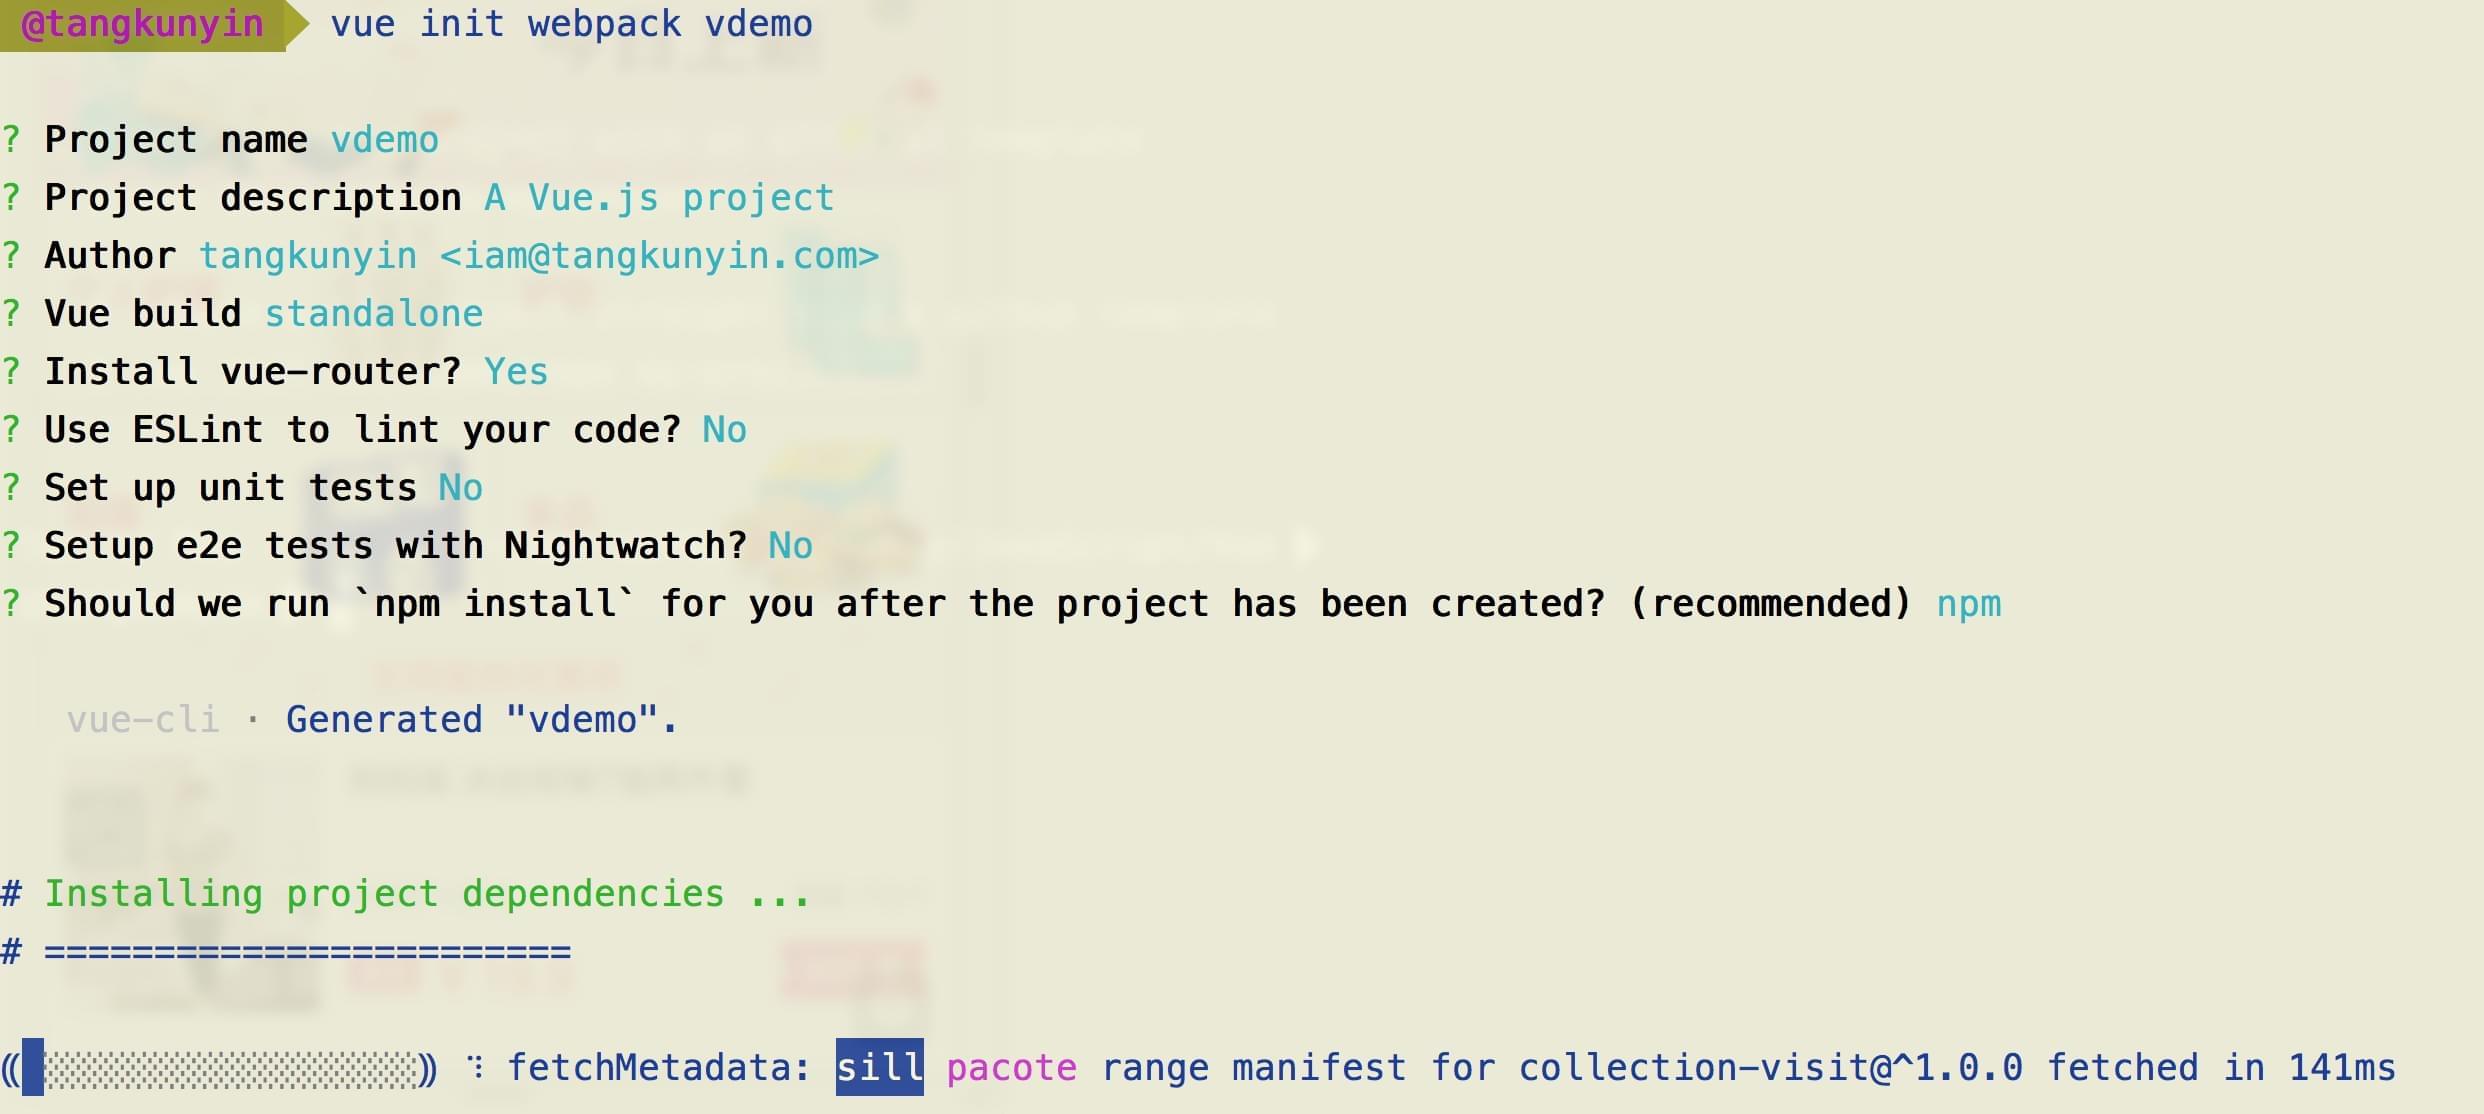 @tangkunyin vue init webpack vdemo
? Project name vdemo
? Project description A Vue.js project
? Author tangkunyin <iam@tangkunyin.com>
? Vue build standalone
? Install vue-router? Yes
? Use ESLint to lint your code? No
? Set up unit tests No
? Setup e2e tests with Nightwatch? No
? Should we run `npm install` for you after the project has been created? (recommended) npm
vue-cli · Generated "vdemo".
# Installing project dependencies ...
# ========================
((█░░░░░░░░░░░░░░░░░)) ⠹ fetchMetadata: sill pacote range manifest for collection-visit@^1.0.0 fetched in 141ms